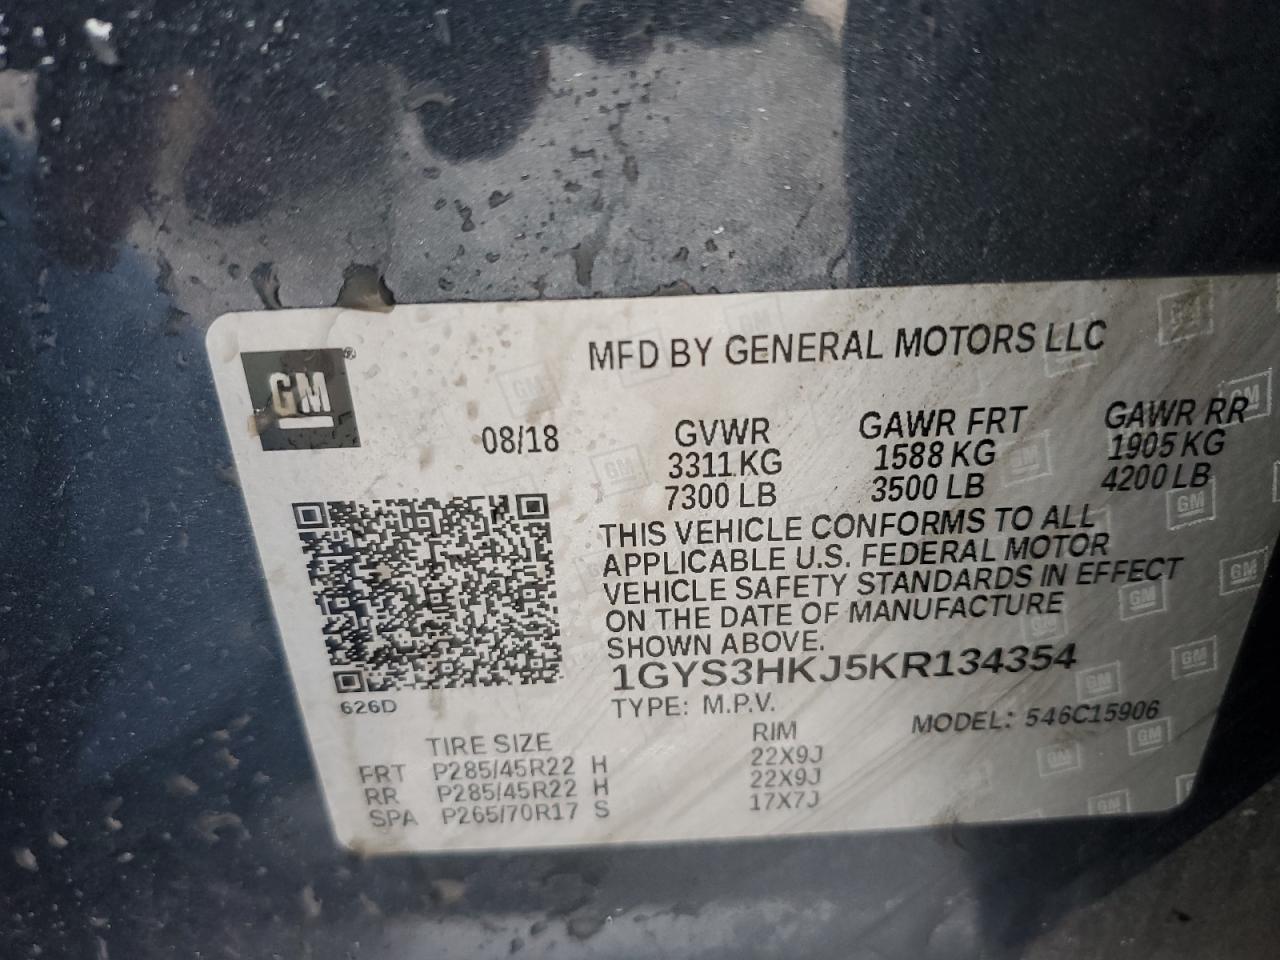 GM
MFD BY GENERAL MOTORS LLC
08/18 GVWR GAWR FRT GAWR RR
3311 KG 1588 KG 1905 KG
7300 LB 3500 LB 4200 LB
THIS VEHICLE CONFORMS TO ALL
APPLICABLE U.S. FEDERAL MOTOR
VEHICLE SAFETY STANDARDS IN EFFECT
ON THE DATE OF MANUFACTURE
SHOWN ABOVE.
1GYS3HKJ5KR134354
626D
TYPE: M.P.V. MODEL: 546C15906
TIRE SIZE RIM
FRT P285/45R22 H 22X9J
RR P285/45R22 H 22X9J
SPA P265/70R17 S 17X7J